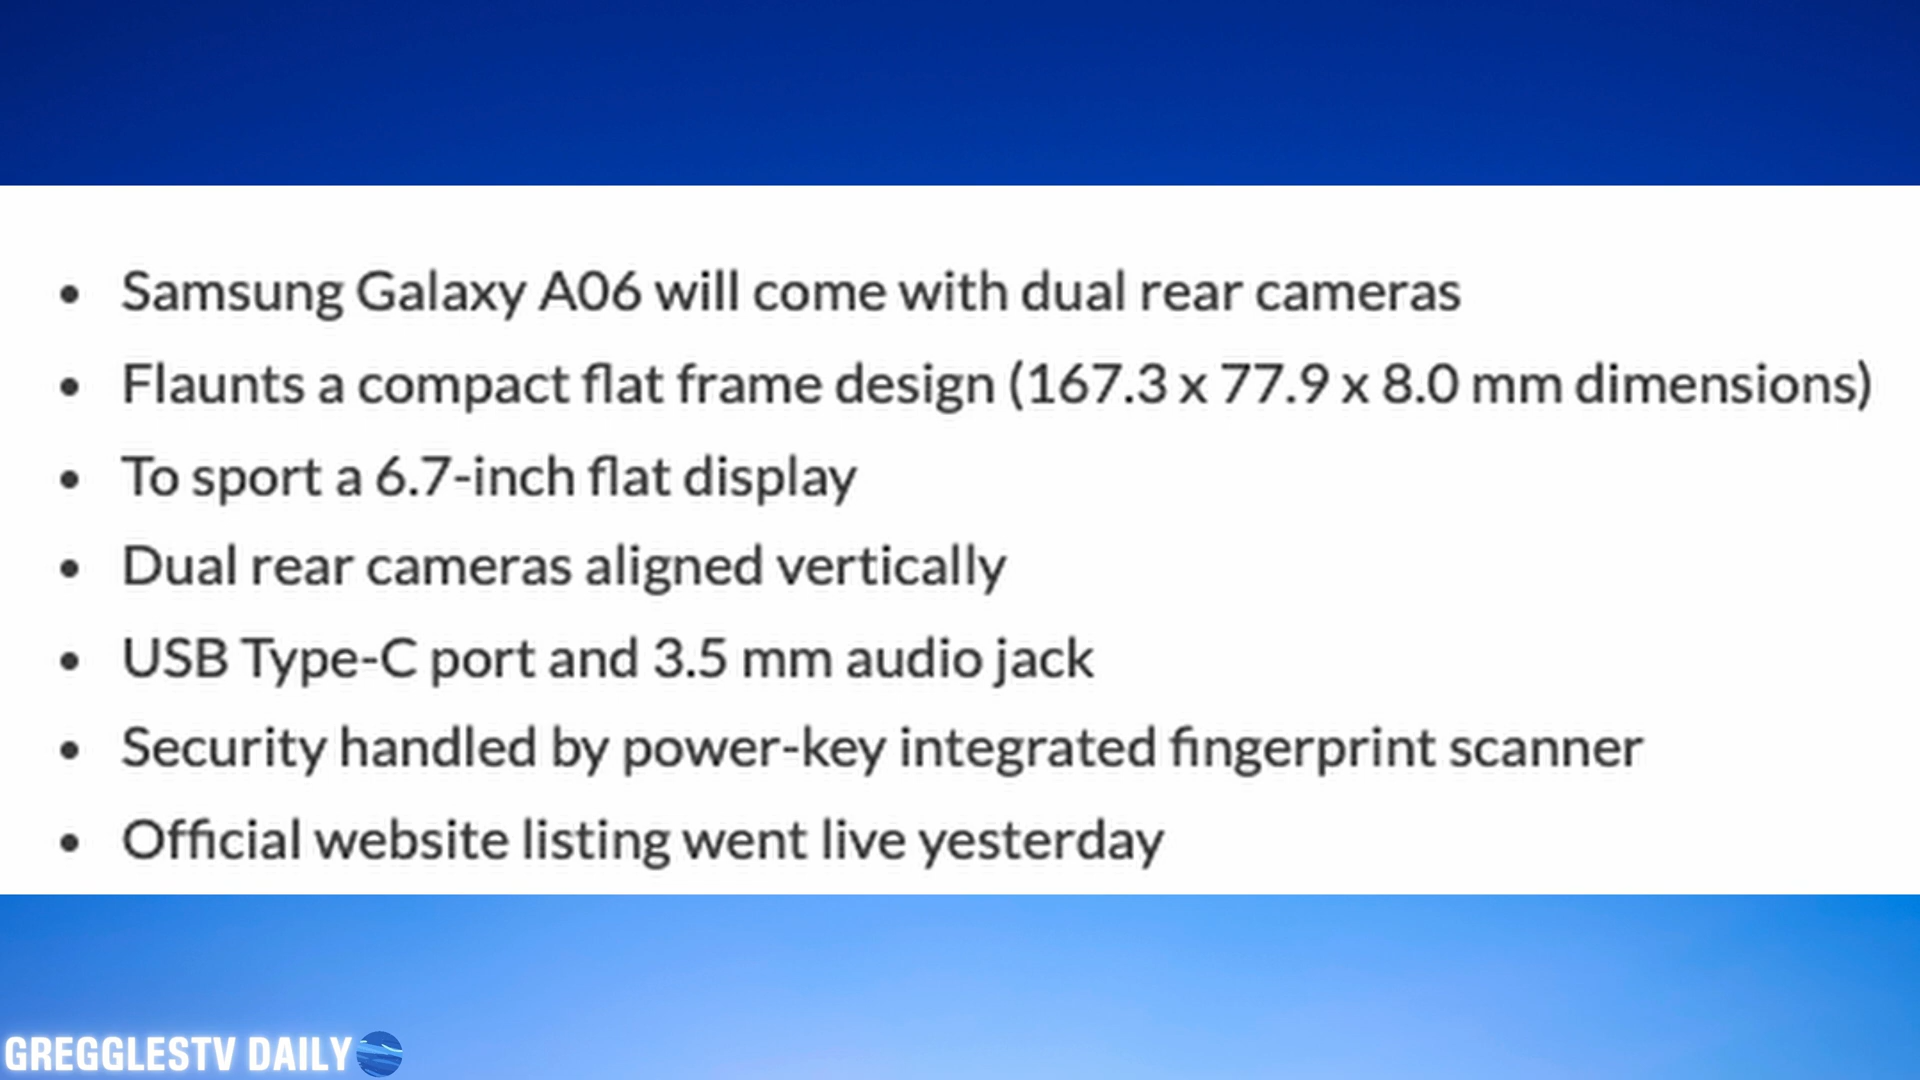 • Samsung Galaxy A06 will come with dual rear cameras
• Flaunts a compact flat frame design (167.3 x 77.9 x 8.0 mm dimensions)
• To sport a 6.7-inch flat display
• Dual rear cameras aligned vertically
• USB Type-C port and 3.5 mm audio jack
• Security handled by power-key integrated fingerprint scanner
• Official website listing went live yesterday
GREGGLESTV DAILY